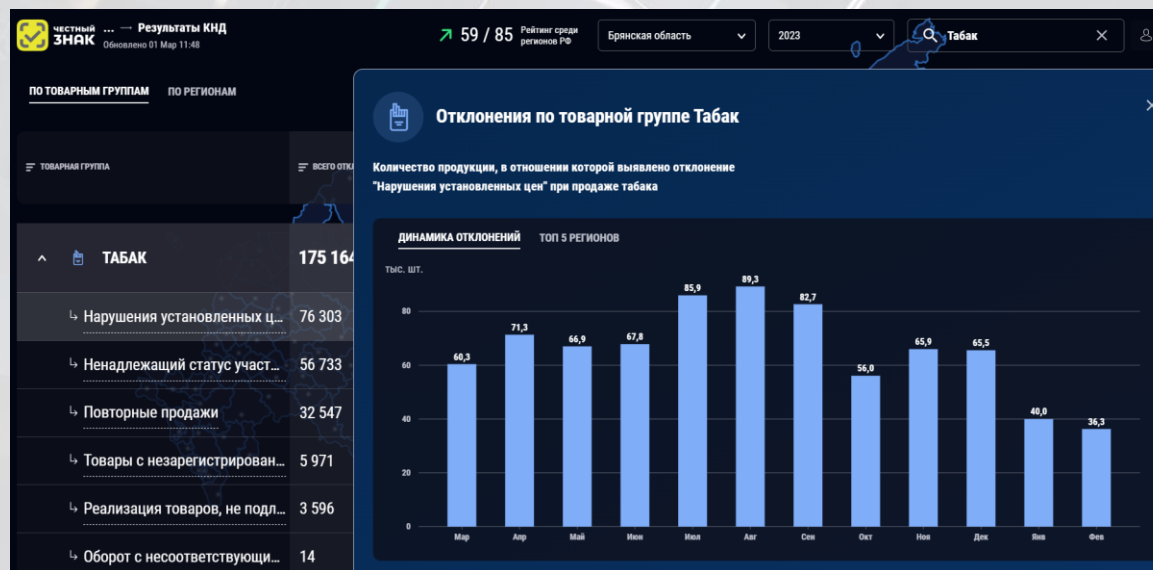 честный
ЗНАК
... — Результаты КНД
Обновлено 01 Мар 11:48
59 / 85
Рейтинг среди
регионов РФ
Брянская область
2023
Табак
ПО ТОВАРНЫМ ГРУППАМ
ПО РЕГИОНАМ
ТОВАРНАЯ ГРУППА
ВСЕГО ОТК
ТАБАК
175 164
Нарушения установленных ц...
76 303
Ненадлежащий статус участ...
56 733
Повторные продажи
32 547
Товары с незарегистрирован...
5 971
Реализация товаров, не подл...
3 596
Оборот с несоответствующи...
14
Отклонения по товарной группе Табак
Количество продукции, в отношении которой выявлено отклонение
"Нарушения установленных цен" при продаже табака
ДИНАМИКА ОТКЛОНЕНИЙ
ТОП 5 РЕГИОНОВ
ТЫС. ШТ.
80
60
40
20
0
60,3
71,3
66,9
67,8
85,9
89,3
82,7
56,0
65,9
65,5
40,0
36,3
Мар
Апр
Май
Июн
Июл
Авг
Сен
Окт
Ноя
Дек
Янв
Фев